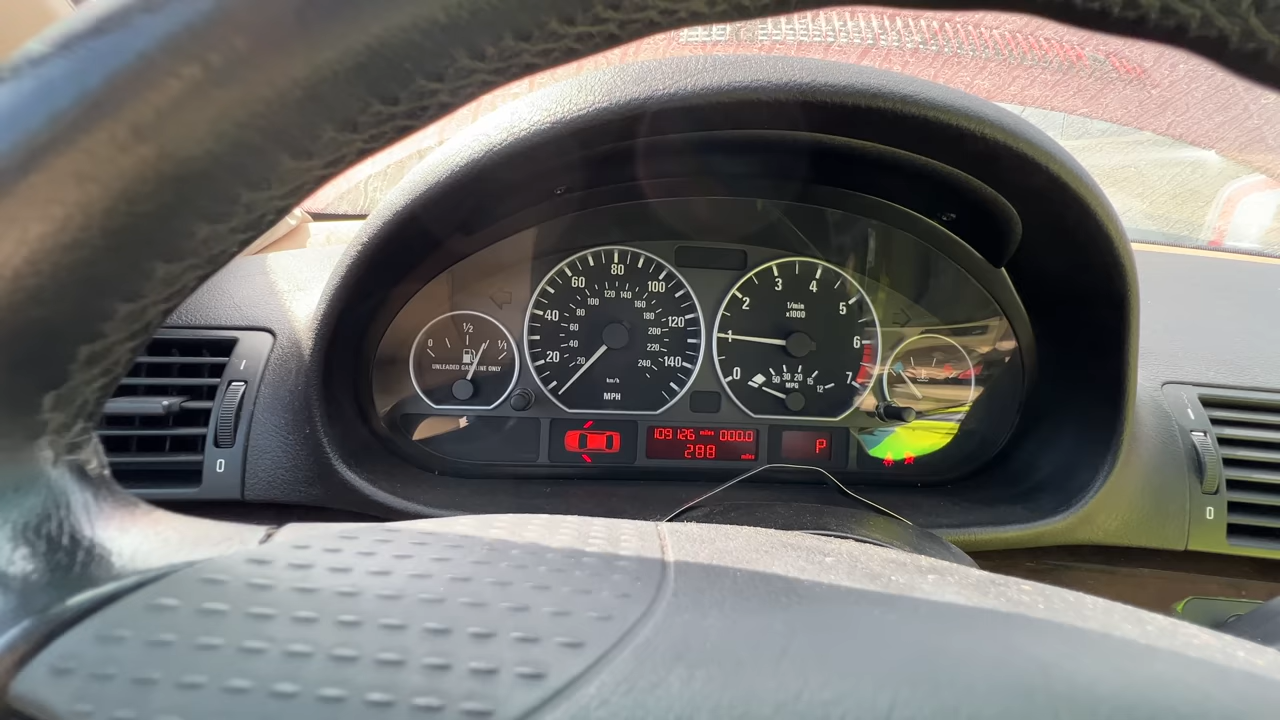 0 1/2 1/1
UNLEADED GASOLINE ONLY
20 40 60 80 100 120 140
20 40 60 80 100 120 140 160 180 200 220 240
km/h
MPH
0 1 2 3 4 5 6 7
1/min
x1000
50 30 20 15 12
MPG
109126 miles 000.0
288 miles
P
0
0